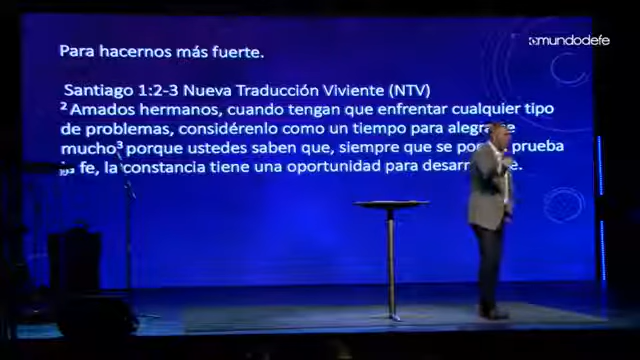 mundodefe
Para hacernos más fuerte.
Santiago 1:2-3 Nueva Traducción Viviente (NTV)
² Amados hermanos, cuando tengan que enfrentar cualquier tipo
de problemas, considérenlo como un tiempo para
mucho³ porque ustedes saben que, siempre que se prueba
fe, la constancia tiene una oportunidad para